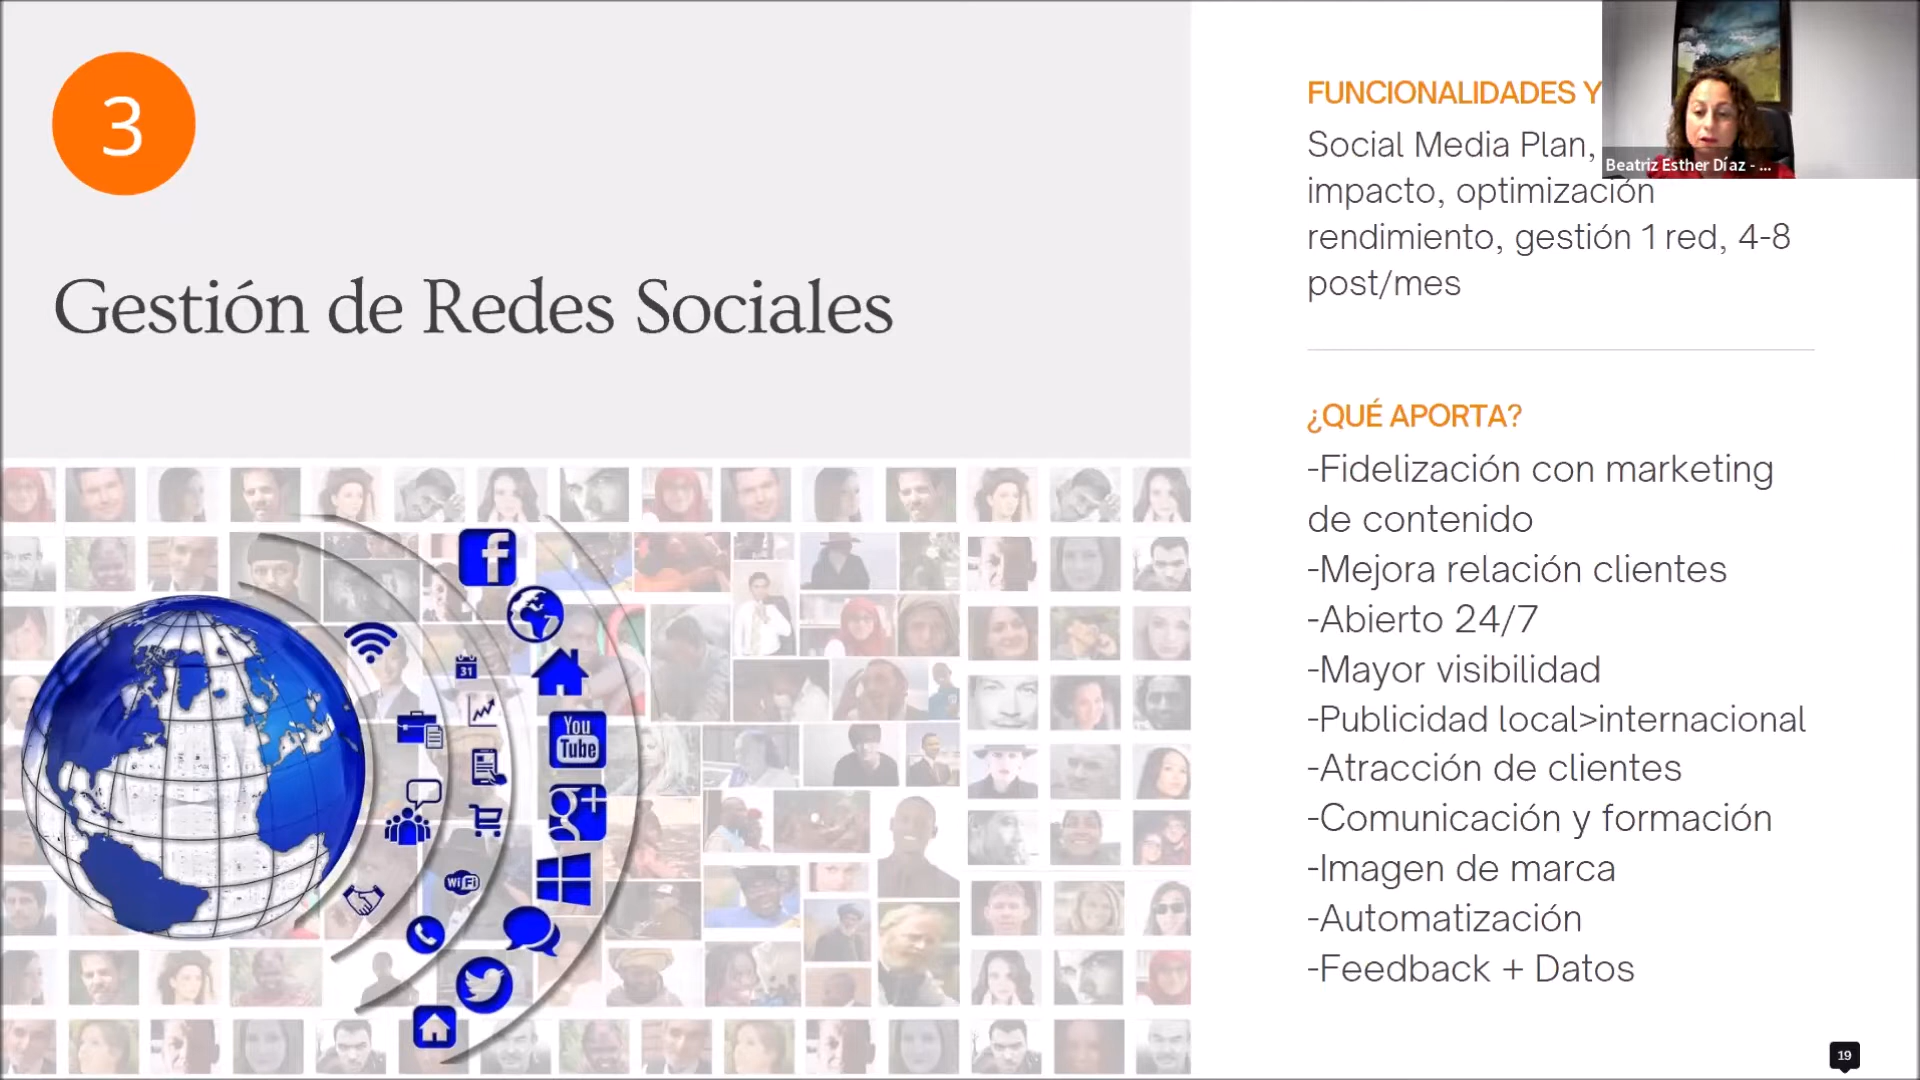 3
Gestión de Redes Sociales
FUNCIONALIDADES Y
Social Media Plan,
impacto, optimización
rendimiento, gestión 1 red, 4-8
post/mes
¿QUÉ APORTA?
-Fidelización con marketing
de contenido
-Mejora relación clientes
-Abierto 24/7
-Mayor visibilidad
-Publicidad local>internacional
-Atracción de clientes
-Comunicación y formación
-Imagen de marca
-Automatización
-Feedback + Datos
Beatriz Esther Díaz - ...
f
31
You
Tube
g+
WiFi
19